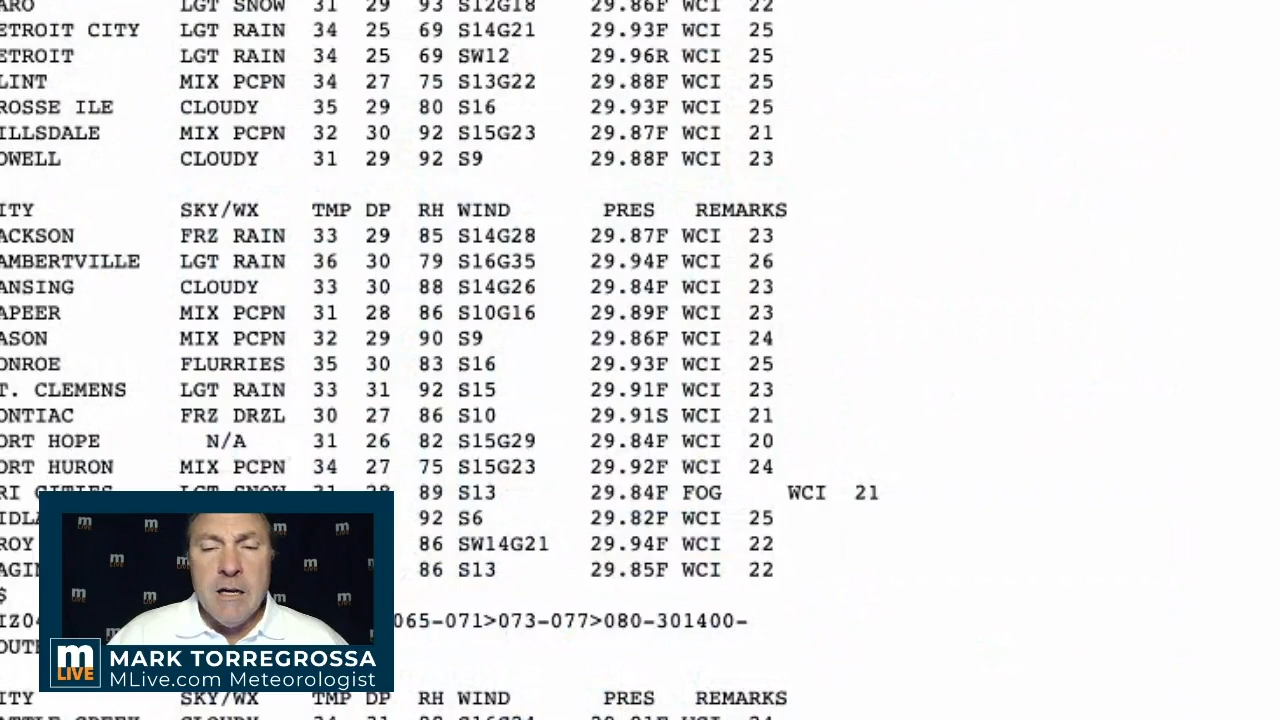 ARO LGT SNOW 31 29 93 S12G18 29.86F WCI 22
ETROIT CITY LGT RAIN 34 25 69 S14G21 29.93F WCI 25
ETROIT LGT RAIN 34 25 69 SW12 29.96R WCI 25
LINT MIX PCPN 34 27 75 S13G22 29.88F WCI 25
ROSSE ILE CLOUDY 35 29 80 S16 29.93F WCI 25
ILLSDALE MIX PCPN 32 30 92 S15G23 29.87F WCI 21
OWELL CLOUDY 31 29 92 S9 29.88F WCI 23
ITY SKY/WX TMP DP RH WIND PRES REMARKS
ACKSON FRZ RAIN 33 29 85 S14G28 29.87F WCI 23
AMBERTVILLE LGT RAIN 36 30 79 S16G35 29.94F WCI 26
ANSING CLOUDY 33 30 88 S14G26 29.84F WCI 23
APEER MIX PCPN 31 28 86 S10G16 29.89F WCI 23
ASON MIX PCPN 32 29 90 S9 29.86F WCI 24
ONROE FLURRIES 35 30 83 S16 29.93F WCI 25
T. CLEMENS LGT RAIN 33 31 92 S15 29.91F WCI 23
ONTIAC FRZ DRZL 30 27 86 S10 29.91S WCI 21
ORT HOPE N/A 31 26 82 S15G29 29.84F WCI 20
ORT HURON MIX PCPN 34 27 75 S15G23 29.92F WCI 24
RI CITIES LGT SNOW 31 28 89 S13 29.84F FOG WCI 21
IDLA 92 S6 29.82F WCI 25
ROY 86 SW14G21 29.94F WCI 22
AGIN 86 S13 29.85F WCI 22
$
IZ04 065-071>073-077>080-301400-
OUTE
ITY SKY/WX TMP DP RH WIND PRES REMARKS
m LIVE
MARK TORREGROSSA
MLive.com Meteorologist